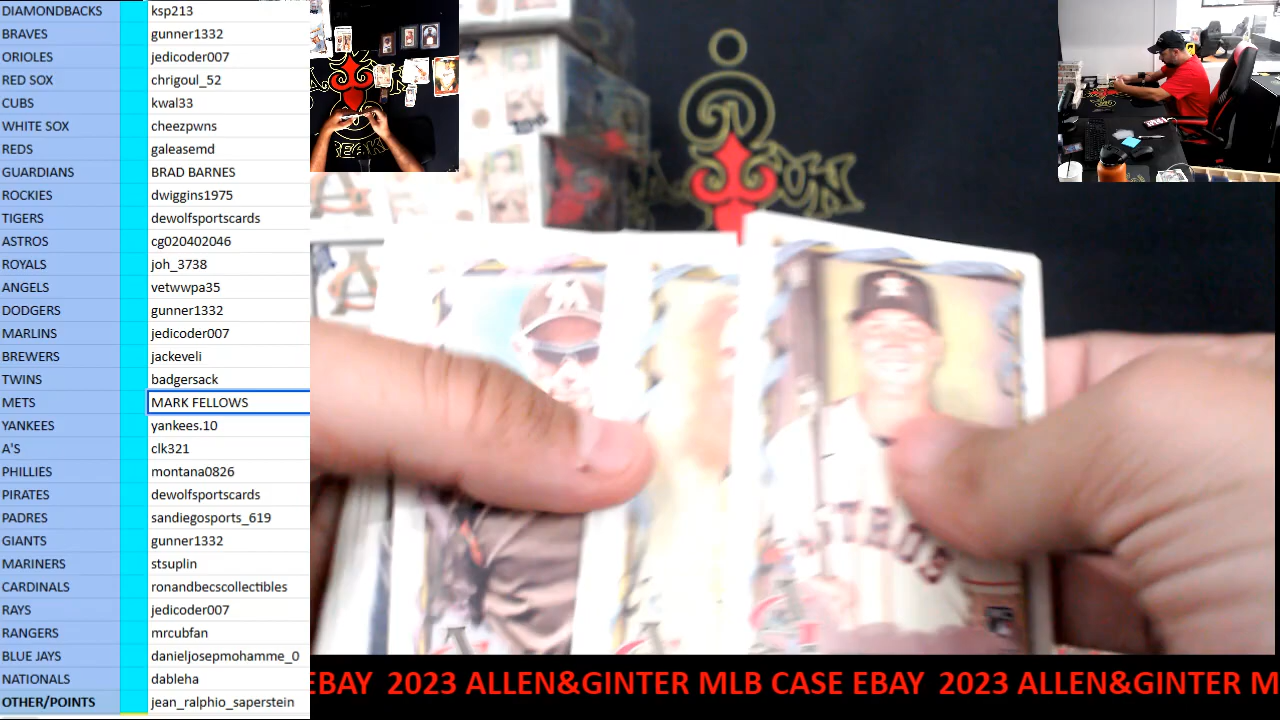 DIAMONDBACKS ksp213
BRAVES gunner1332
ORIOLES jedicoder007
RED SOX chrigoul_52
CUBS kwal33
WHITE SOX cheezpwns
REDS galeasemd
GUARDIANS BRAD BARNES
ROCKIES dwiggins1975
TIGERS dewolfsportscards
ASTROS cg020402046
ROYALS joh_3738
ANGELS vetwwpa35
DODGERS gunner1332
MARLINS jedicoder007
BREWERS jackeveli
TWINS badgersack
METS MARK FELLOWS
YANKEES yankees.10
A'S clk321
PHILLIES montana0826
PIRATES dewolfsportscards
PADRES sandiegosports_619
GIANTS gunner1332
MARINERS stsuplin
CARDINALS ronandbecscollectibles
RAYS jedicoder007
RANGERS mrcubfan
BLUE JAYS danieljosepmohamme_0
NATIONALS dableha
OTHER/POINTS jean_ralphio_saperstein
ASTROS
EBAY 2023 ALLEN&GINTER MLB CASE EBAY 2023 ALLEN&GINTER M